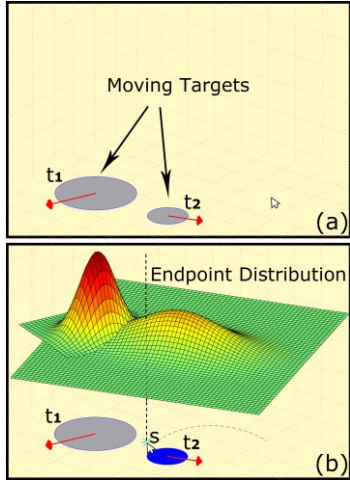 Moving Targets
t1
t2
(a)
Endpoint Distribution
t1
s
t2
(b)